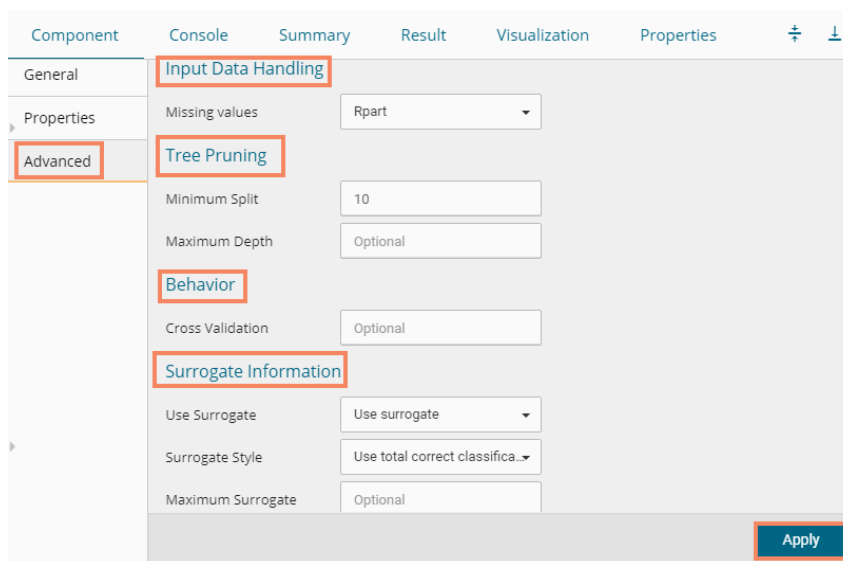 Component Console Summary Result Visualization Properties
General
Properties
Advanced
Input Data Handling
Missing values Rpart
Tree Pruning
Minimum Split 10
Maximum Depth Optional
Behavior
Cross Validation Optional
Surrogate Information
Use Surrogate Use surrogate
Surrogate Style Use total correct classifica...
Maximum Surrogate Optional
Apply